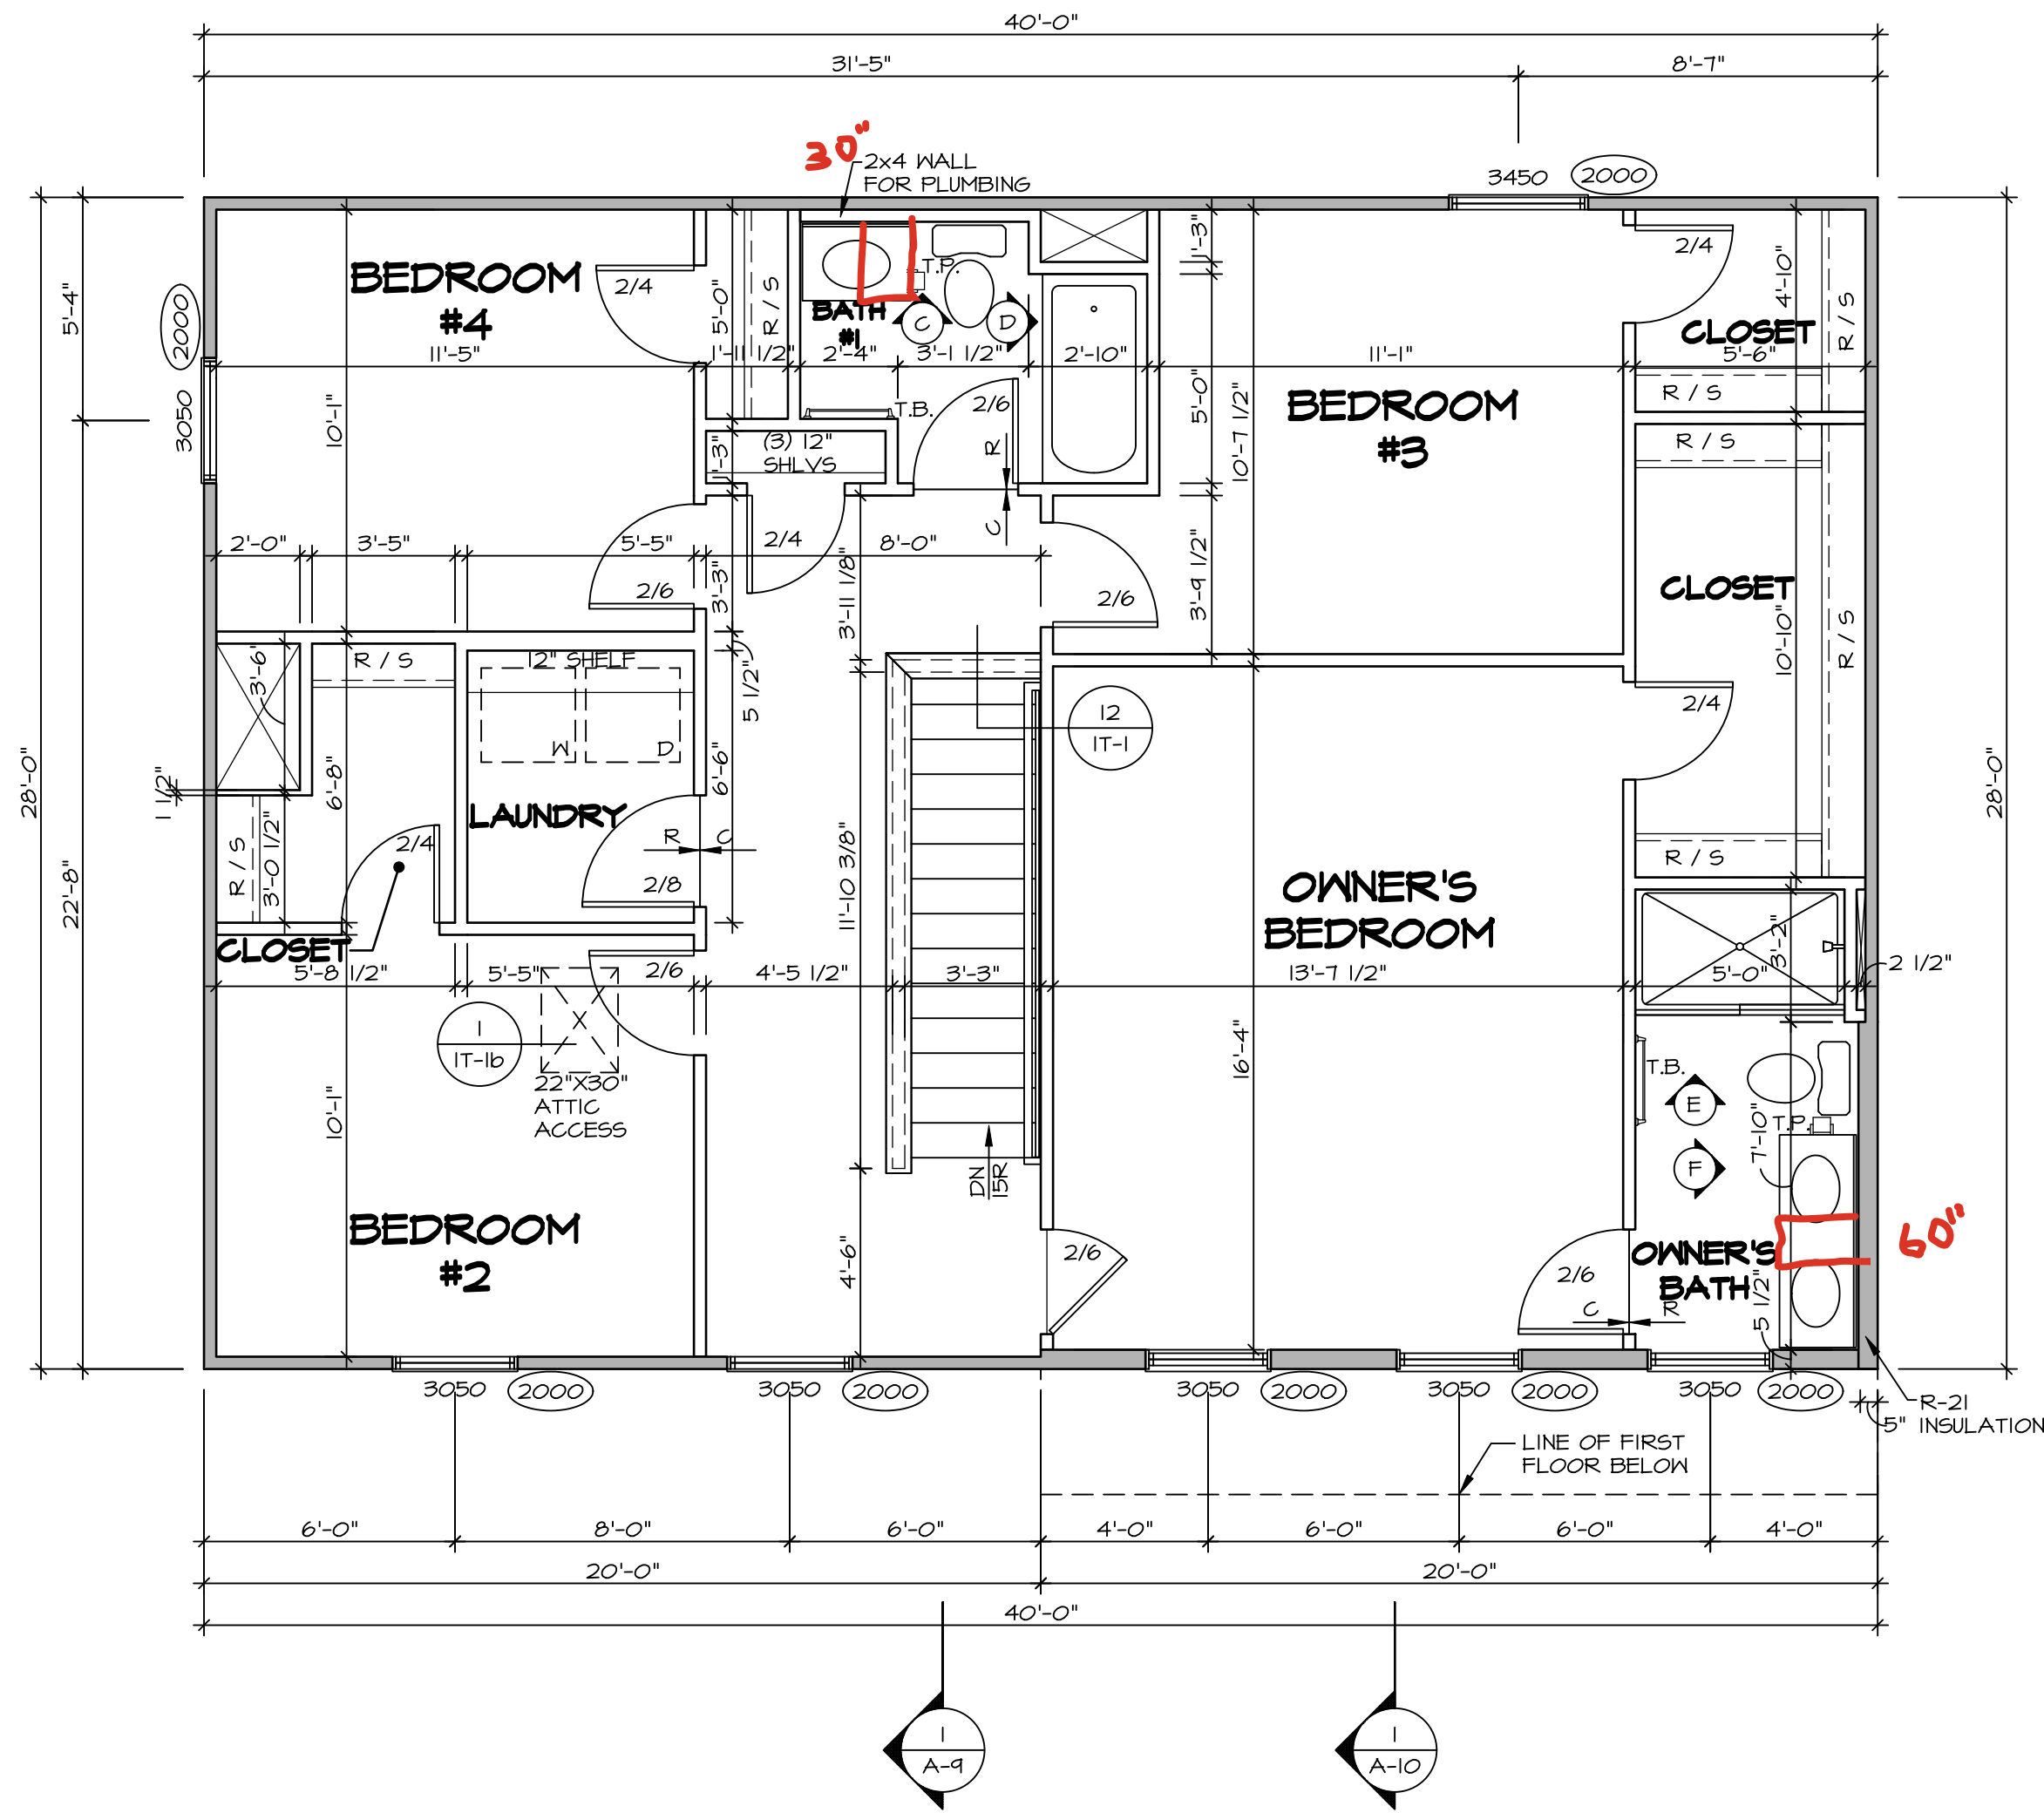 40'-0"
31'-5"
8'-7"
30"
2x4 WALL
FOR PLUMBING
3450
2000
5'-4"
2000
3050
BEDROOM
#4
2/4
11'-5"
10'-1"
5'-0"
R / S
1'-11 1/2"
BATH
#1
2'-4"
T.P.
C
D
3'-1 1/2"
2'-10"
T.B.
2/6
R
C
(3) 12"
SHLVS
1'-3"
2/4
1'-3"
5'-0"
10'-7 1/2"
3'-9 1/2"
11'-1"
BEDROOM
#3
2/4
4'-10"
CLOSET
R / S
5'-6"
R / S
R / S
CLOSET
10'-10"
R / S
2/4
R / S
2'-0"
3'-5"
5'-5"
8'-0"
2/6
3'-3"
3'-11 1/8"
2/6
28'-0"
22'-8"
28'-0"
3'-6"
R / S
12" SHELF
W
D
5 1/2"
6'-8"
6'-6"
1 1/2"
LAUNDRY
R
C
2/8
R / S
3'-0 1/2"
2/4
11'-10 3/8"
12
1T-1
CLOSET
5'-8 1/2"
5'-5"
2/6
4'-5 1/2"
3'-3"
OWNER'S
BEDROOM
13'-7 1/2"
5'-0"
3'-2"
2 1/2"
1
1T-1b
22"X30"
ATTIC
ACCESS
10'-1"
16'-4"
T.B.
E
F
7'-10"
T.P.
DN
15R
BEDROOM
#2
4'-6"
2/6
2/6
OWNER'S
BATH
5 1/2"
C
R
60"
3050
2000
3050
2000
3050
2000
3050
2000
3050
2000
R-21
5" INSULATION
LINE OF FIRST
FLOOR BELOW
6'-0"
8'-0"
6'-0"
4'-0"
6'-0"
6'-0"
4'-0"
20'-0"
20'-0"
40'-0"
1
A-9
1
A-10